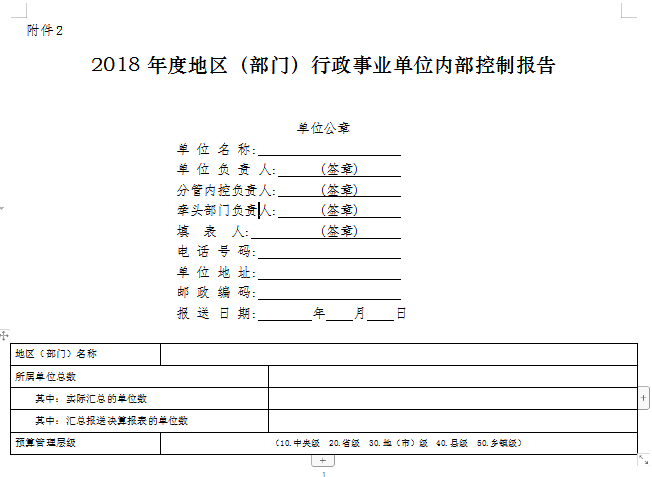 附件2
2018年度地区（部门）行政事业单位内部控制报告
单位公章
单位名称:
单位负责人: (签章)
分管内控负责人: (签章)
牵头部门负责人: (签章)
填表人: (签章)
电话号码:
单位地址:
邮政编码:
报送日期: 年 月 日
地区（部门）名称
所属单位总数
其中：实际汇总的单位数
其中：汇总报送决算报表的单位数
预算管理层级 （10.中央级 20.省级 30.地（市）级 40.县级 50.乡镇级）
1